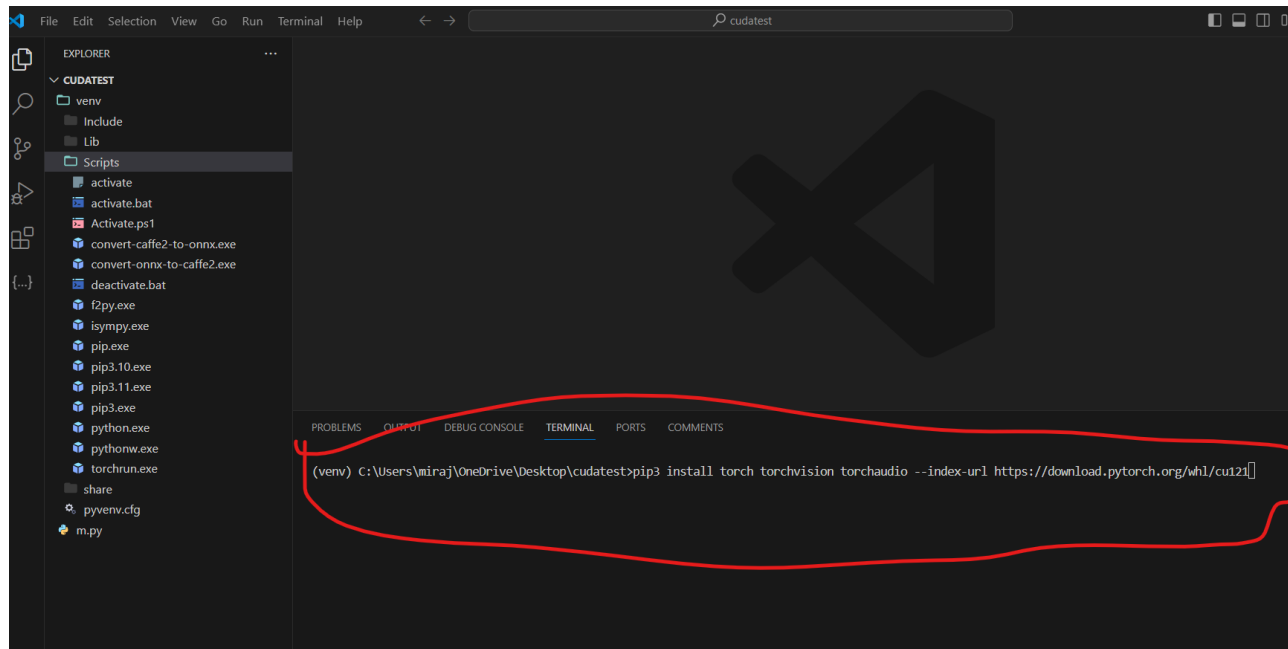 File Edit Selection View Go Run Terminal Help
cudatest
EXPLORER
CUDATEST
venv
Include
Lib
Scripts
activate
activate.bat
Activate.ps1
convert-caffe2-to-onnx.exe
convert-onnx-to-caffe2.exe
deactivate.bat
f2py.exe
isympy.exe
pip.exe
pip3.10.exe
pip3.11.exe
pip3.exe
python.exe
pythonw.exe
torchrun.exe
share
pyvenv.cfg
m.py
PROBLEMS OUTPUT DEBUG CONSOLE TERMINAL PORTS COMMENTS
(venv) C:\Users\miraj\OneDrive\Desktop\cudatest>pip3 install torch torchvision torchaudio --index-url https://download.pytorch.org/whl/cu121